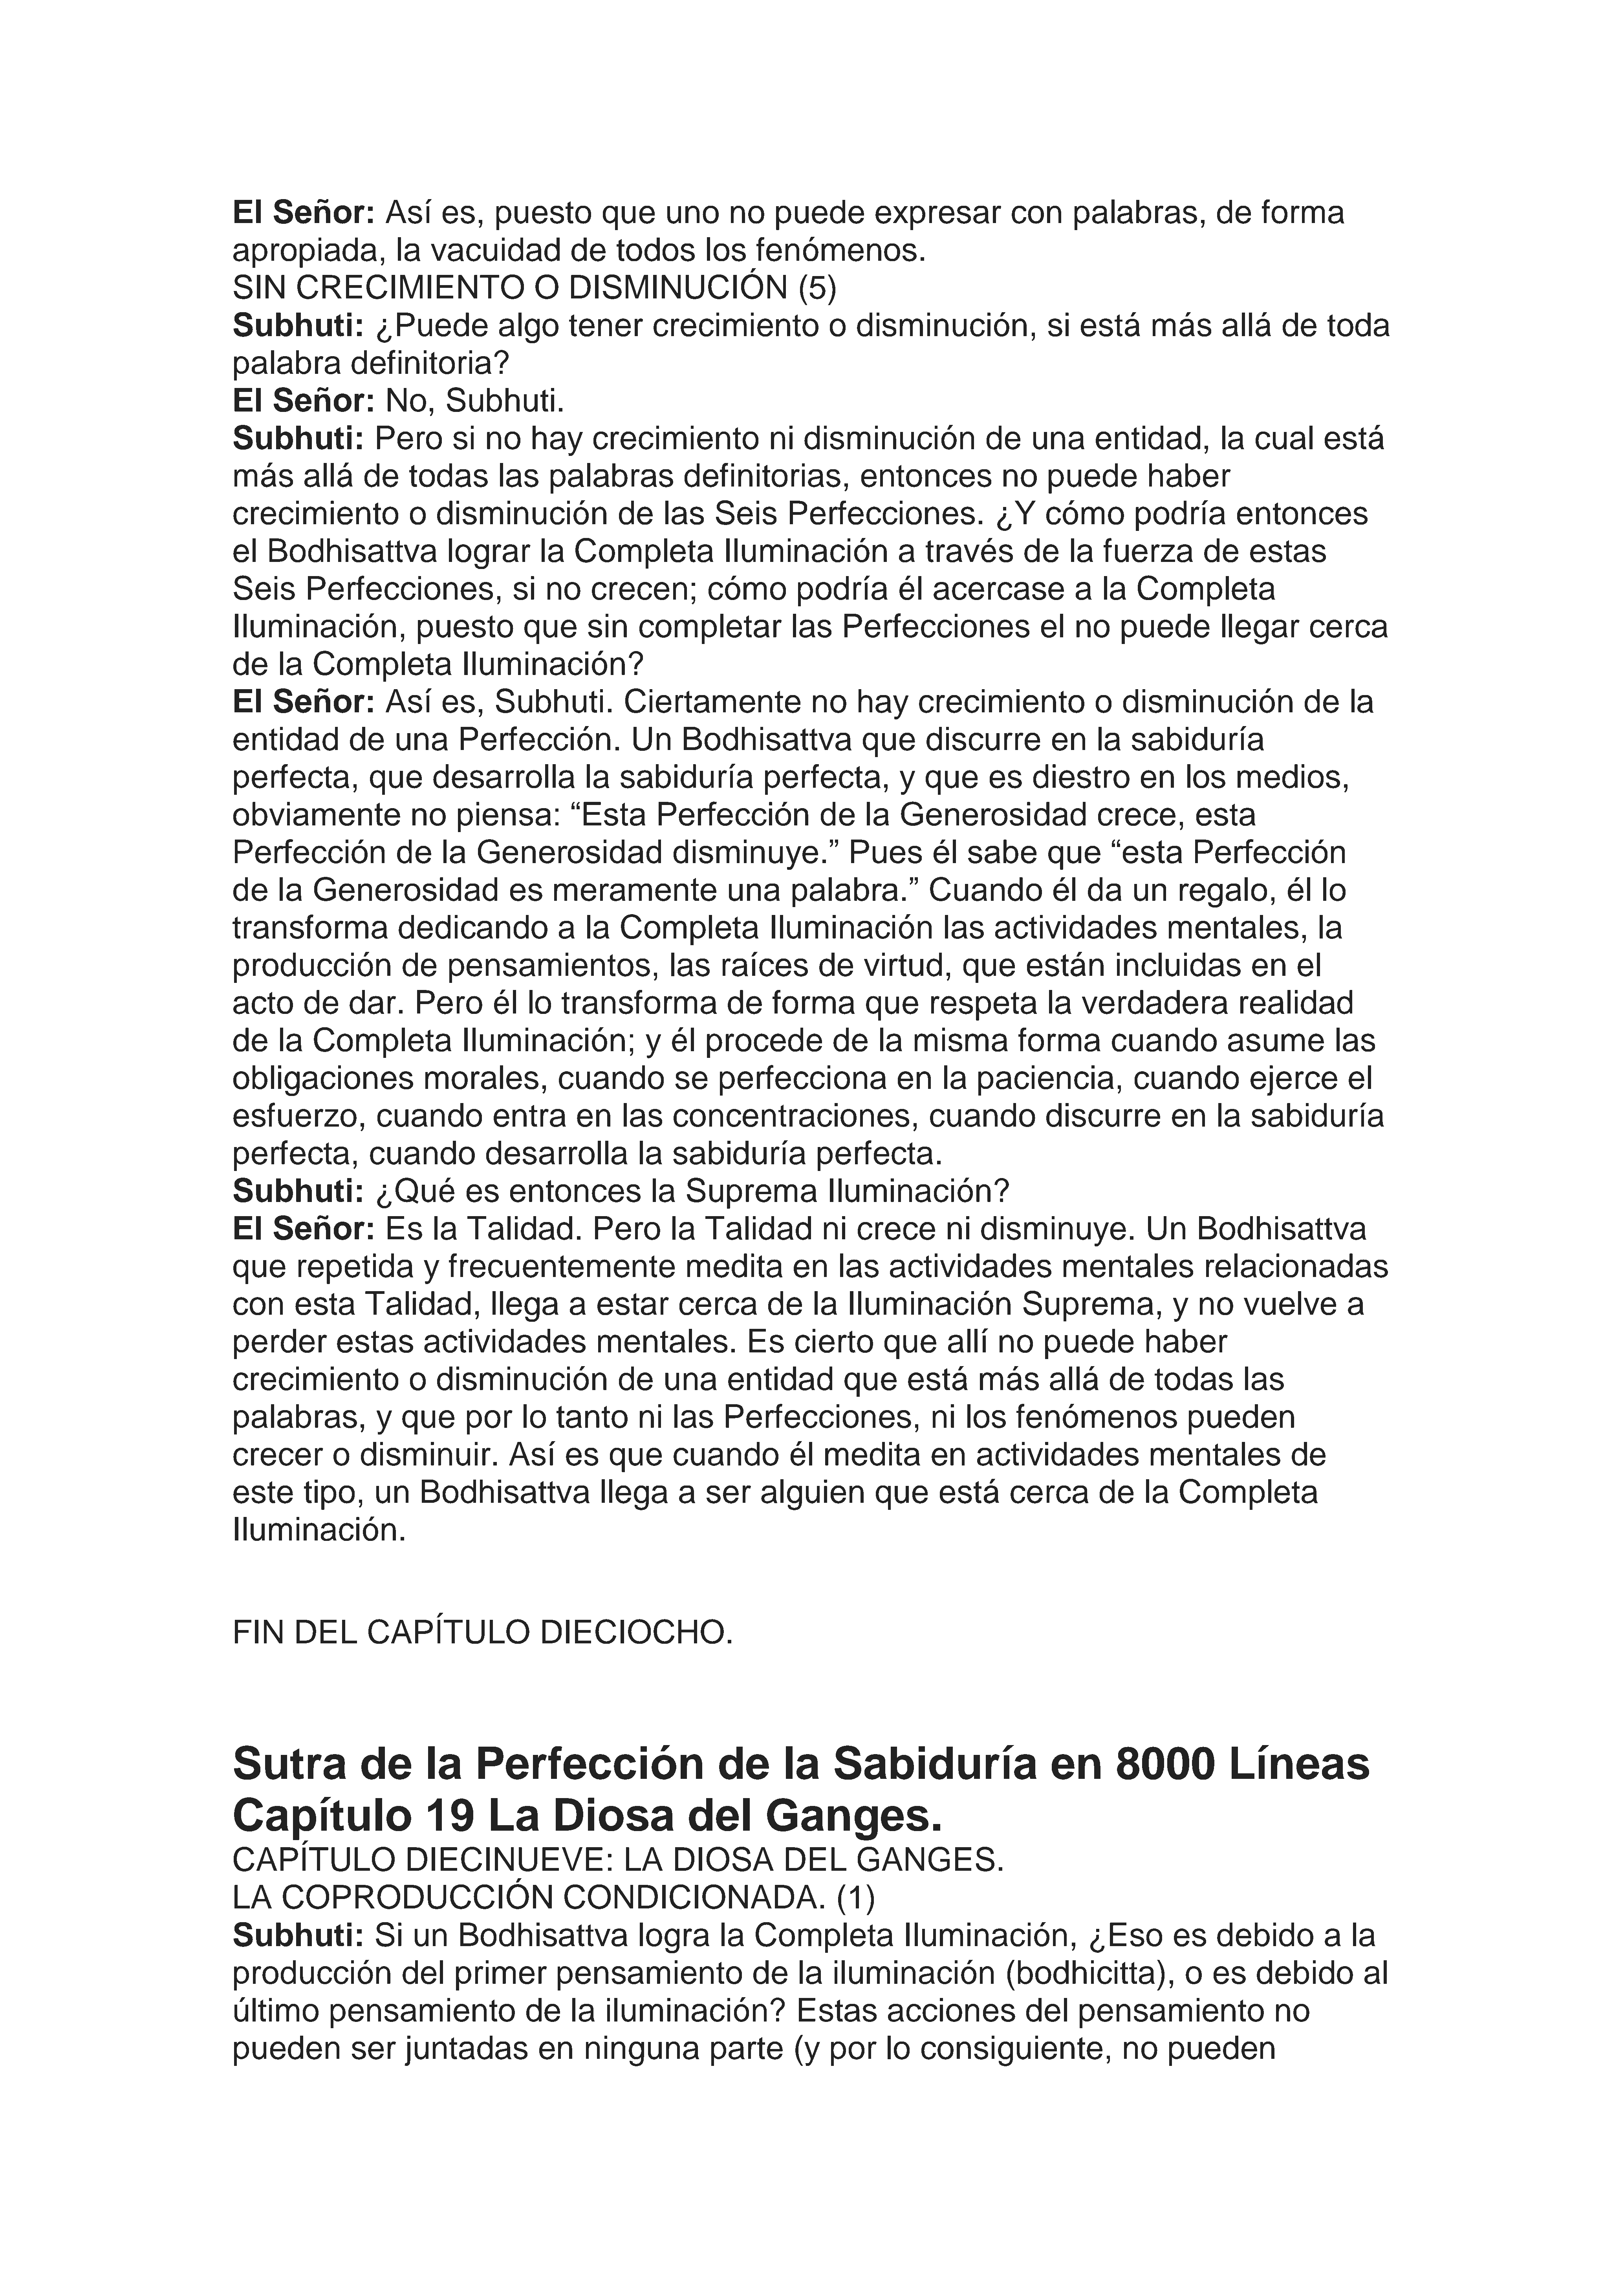 El Señor: Así es, puesto que uno no puede expresar con palabras, de forma
apropiada, la vacuidad de todos los fenómenos.
SIN CRECIMIENTO O DISMINUCIÓN (5)
Subhuti: ¿Puede algo tener crecimiento o disminución, si está más allá de toda
palabra definitoria?
El Señor: No, Subhuti.
Subhuti: Pero si no hay crecimiento ni disminución de una entidad, la cual está
más allá de todas las palabras definitorias, entonces no puede haber
crecimiento o disminución de las Seis Perfecciones. ¿Y cómo podría entonces
el Bodhisattva lograr la Completa Iluminación a través de la fuerza de estas
Seis Perfecciones, si no crecen; cómo podría él acercase a la Completa
Iluminación, puesto que sin completar las Perfecciones el no puede llegar cerca
de la Completa Iluminación?
El Señor: Así es, Subhuti. Ciertamente no hay crecimiento o disminución de la
entidad de una Perfección. Un Bodhisattva que discurre en la sabiduría
perfecta, que desarrolla la sabiduría perfecta, y que es diestro en los medios,
obviamente no piensa: “Esta Perfección de la Generosidad crece, esta
Perfección de la Generosidad disminuye.” Pues él sabe que “esta Perfección
de la Generosidad es meramente una palabra.” Cuando él da un regalo, él lo
transforma dedicando a la Completa Iluminación las actividades mentales, la
producción de pensamientos, las raíces de virtud, que están incluidas en el
acto de dar. Pero él lo transforma de forma que respeta la verdadera realidad
de la Completa Iluminación; y él procede de la misma forma cuando asume las
obligaciones morales, cuando se perfecciona en la paciencia, cuando ejerce el
esfuerzo, cuando entra en las concentraciones, cuando discurre en la sabiduría
perfecta, cuando desarrolla la sabiduría perfecta.
Subhuti: ¿Qué es entonces la Suprema Iluminación?
El Señor: Es la Talidad. Pero la Talidad ni crece ni disminuye. Un Bodhisattva
que repetida y frecuentemente medita en las actividades mentales relacionadas
con esta Talidad, llega a estar cerca de la Iluminación Suprema, y no vuelve a
perder estas actividades mentales. Es cierto que allí no puede haber
crecimiento o disminución de una entidad que está más allá de todas las
palabras, y que por lo tanto ni las Perfecciones, ni los fenómenos pueden
crecer o disminuir. Así es que cuando él medita en actividades mentales de
este tipo, un Bodhisattva llega a ser alguien que está cerca de la Completa
Iluminación.
FIN DEL CAPÍTULO DIECIOCHO.
Sutra de la Perfección de la Sabiduría en 8000 Líneas
Capítulo 19 La Diosa del Ganges.
CAPÍTULO DIECINUEVE: LA DIOSA DEL GANGES.
LA COPRODUCCIÓN CONDICIONADA. (1)
Subhuti: Si un Bodhisattva logra la Completa Iluminación, ¿Eso es debido a la
producción del primer pensamiento de la iluminación (bodhicitta), o es debido al
último pensamiento de la iluminación? Estas acciones del pensamiento no
pueden ser juntadas en ninguna parte (y por lo consiguiente, no pueden